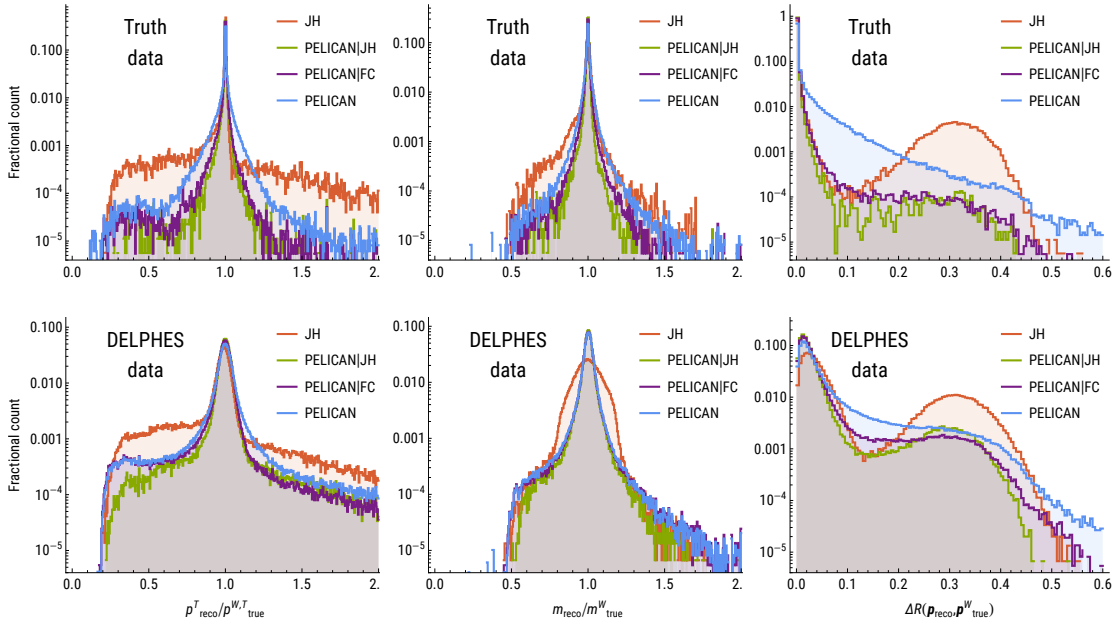 Fractional count
0.100
0.010
0.001
10⁻⁴
10⁻⁵
Truth
data
JH
PELICAN|JH
PELICAN|FC
PELICAN
0.0 0.5 1.0 1.5 2.
0.100
0.010
0.001
10⁻⁴
10⁻⁵
Truth
data
JH
PELICAN|JH
PELICAN|FC
PELICAN
0.0 0.5 1.0 1.5 2.
1
0.100
0.010
0.001
10⁻⁴
10⁻⁵
Truth
data
JH
PELICAN|JH
PELICAN|FC
PELICAN
0.0 0.1 0.2 0.3 0.4 0.5 0.6
Fractional count
0.100
0.010
0.001
10⁻⁴
10⁻⁵
DELPHES
data
JH
PELICAN|JH
PELICAN|FC
PELICAN
0.0 0.5 1.0 1.5 2.
p^T_reco/p^W,T_true
0.100
0.010
0.001
10⁻⁴
10⁻⁵
DELPHES
data
JH
PELICAN|JH
PELICAN|FC
PELICAN
0.0 0.5 1.0 1.5 2.
m_reco/m^W_true
0.100
0.010
0.001
10⁻⁴
10⁻⁵
DELPHES
data
JH
PELICAN|JH
PELICAN|FC
PELICAN
0.0 0.1 0.2 0.3 0.4 0.5 0.6
ΔR(p_reco,p^W_true)